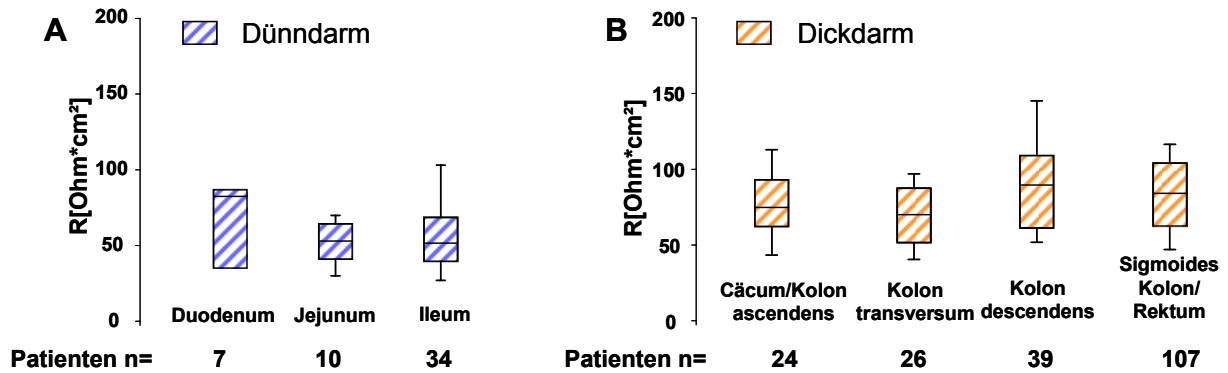 A
Dünndarm
R[Ohm*cm²]
200
150
100
50
0
Duodenum
Jejunum
Ileum
Patienten n=
7
10
34
B
Dickdarm
R[Ohm*cm²]
200
150
100
50
0
Cäcum/Kolon
ascendens
Kolon
transversum
Kolon
descendens
Sigmoides
Kolon/
Rektum
Patienten n=
24
26
39
107